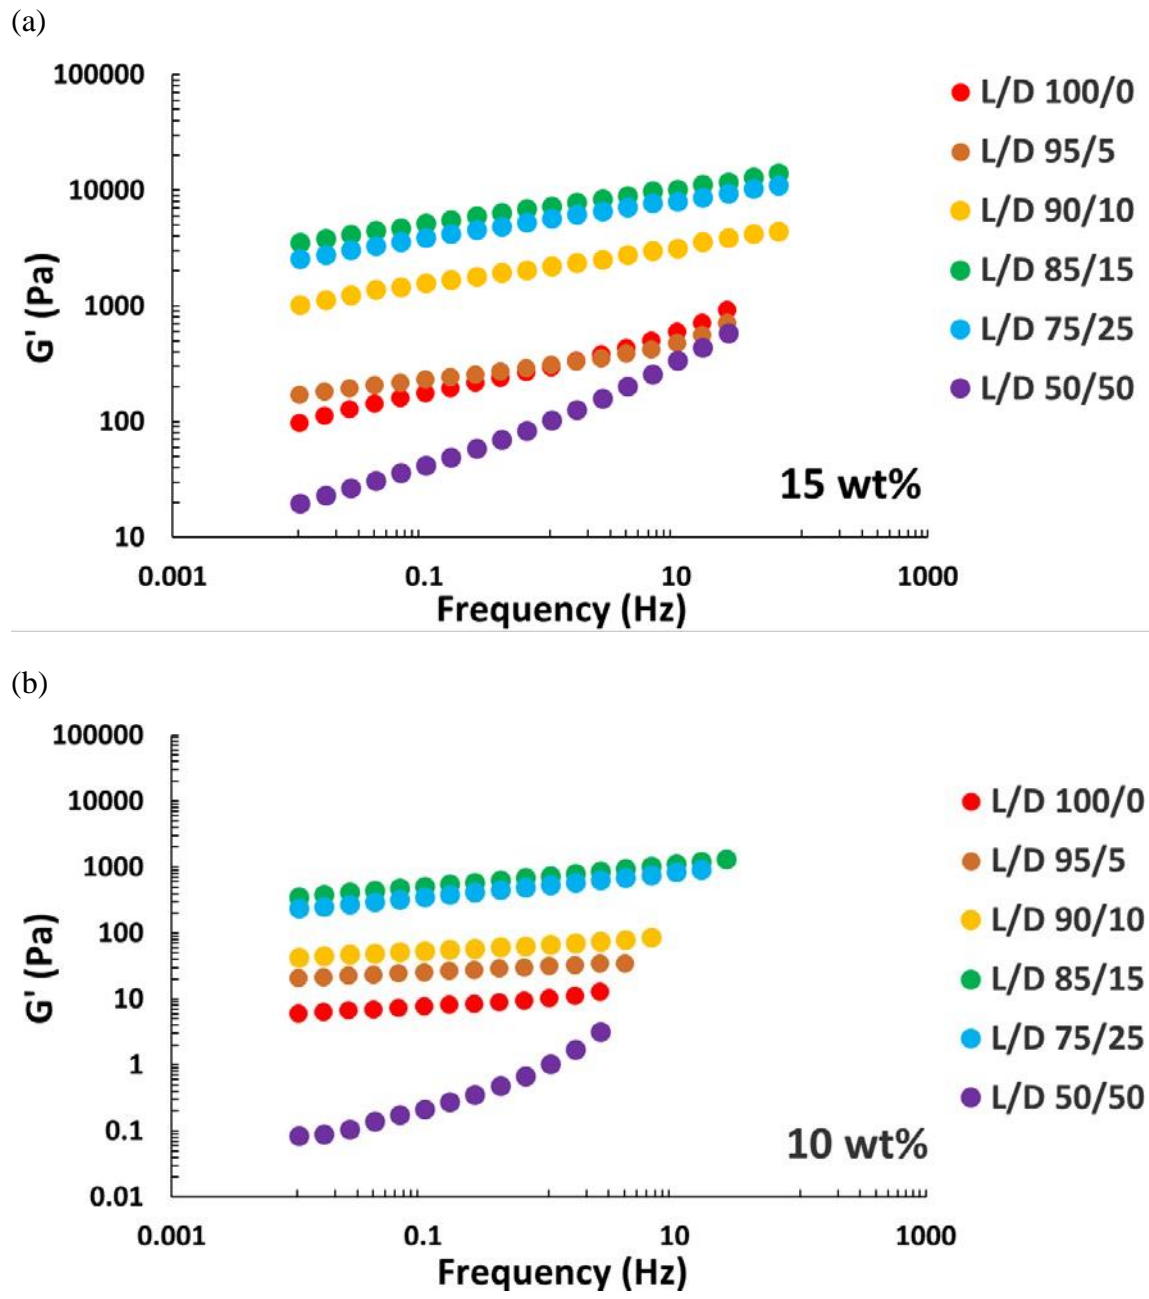 (a)
100000
10000
1000
100
10
G' (Pa)
0.001
0.1
10
1000
Frequency (Hz)
15 wt%
L/D 100/0
L/D 95/5
L/D 90/10
L/D 85/15
L/D 75/25
L/D 50/50
(b)
100000
10000
1000
100
10
1
0.1
0.01
G' (Pa)
0.001
0.1
10
1000
Frequency (Hz)
10 wt%
L/D 100/0
L/D 95/5
L/D 90/10
L/D 85/15
L/D 75/25
L/D 50/50